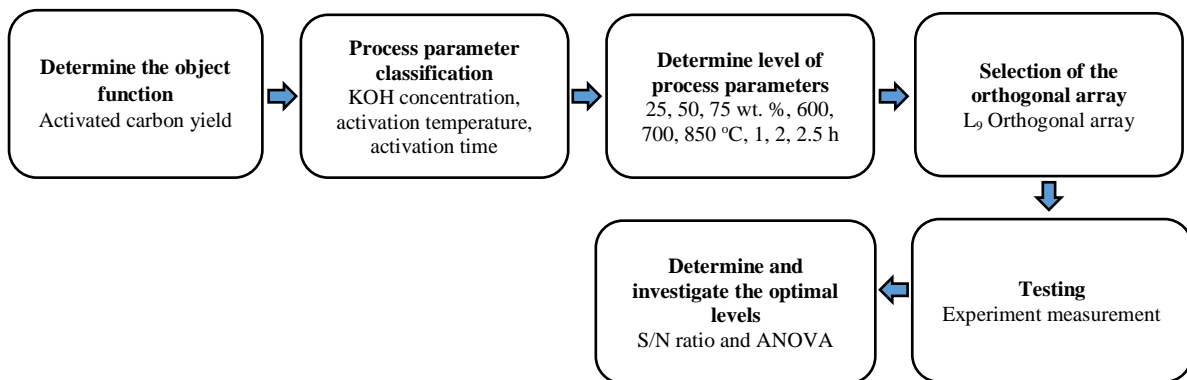 Determine the object
function
Activated carbon yield
Process parameter
classification
KOH concentration,
activation temperature,
activation time
Determine level of
process parameters
25, 50, 75 wt. %, 600,
700, 850 °C, 1, 2, 2.5 h
Selection of the
orthogonal array
L₉ Orthogonal array
Determine and
investigate the optimal
levels
S/N ratio and ANOVA
Testing
Experiment measurement